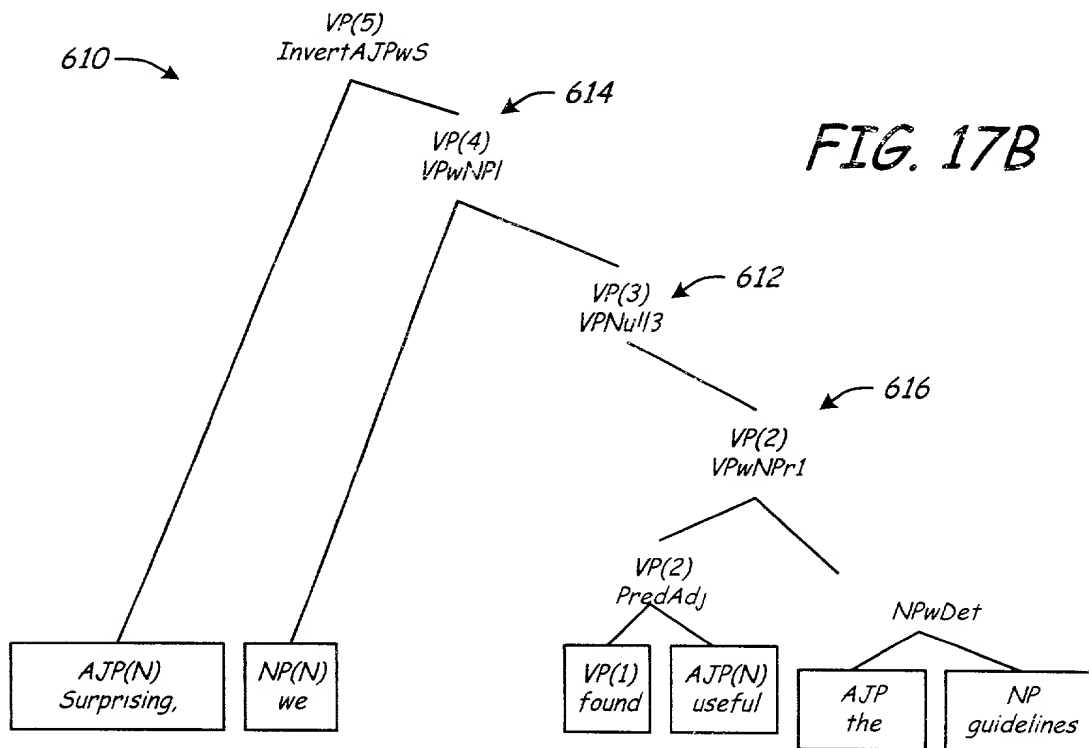 VP(5)
InvertAJPwS
610
614
VP(4)
VPwNPl
FIG. 17B
VP(3)
VPNull3
612
616
VP(2)
VPwNPr1
VP(2)
PredAdj
NPwDet
AJP(N)
Surprising,
NP(N)
we
VP(1)
found
AJP(N)
useful
AJP
the
NP
guidelines